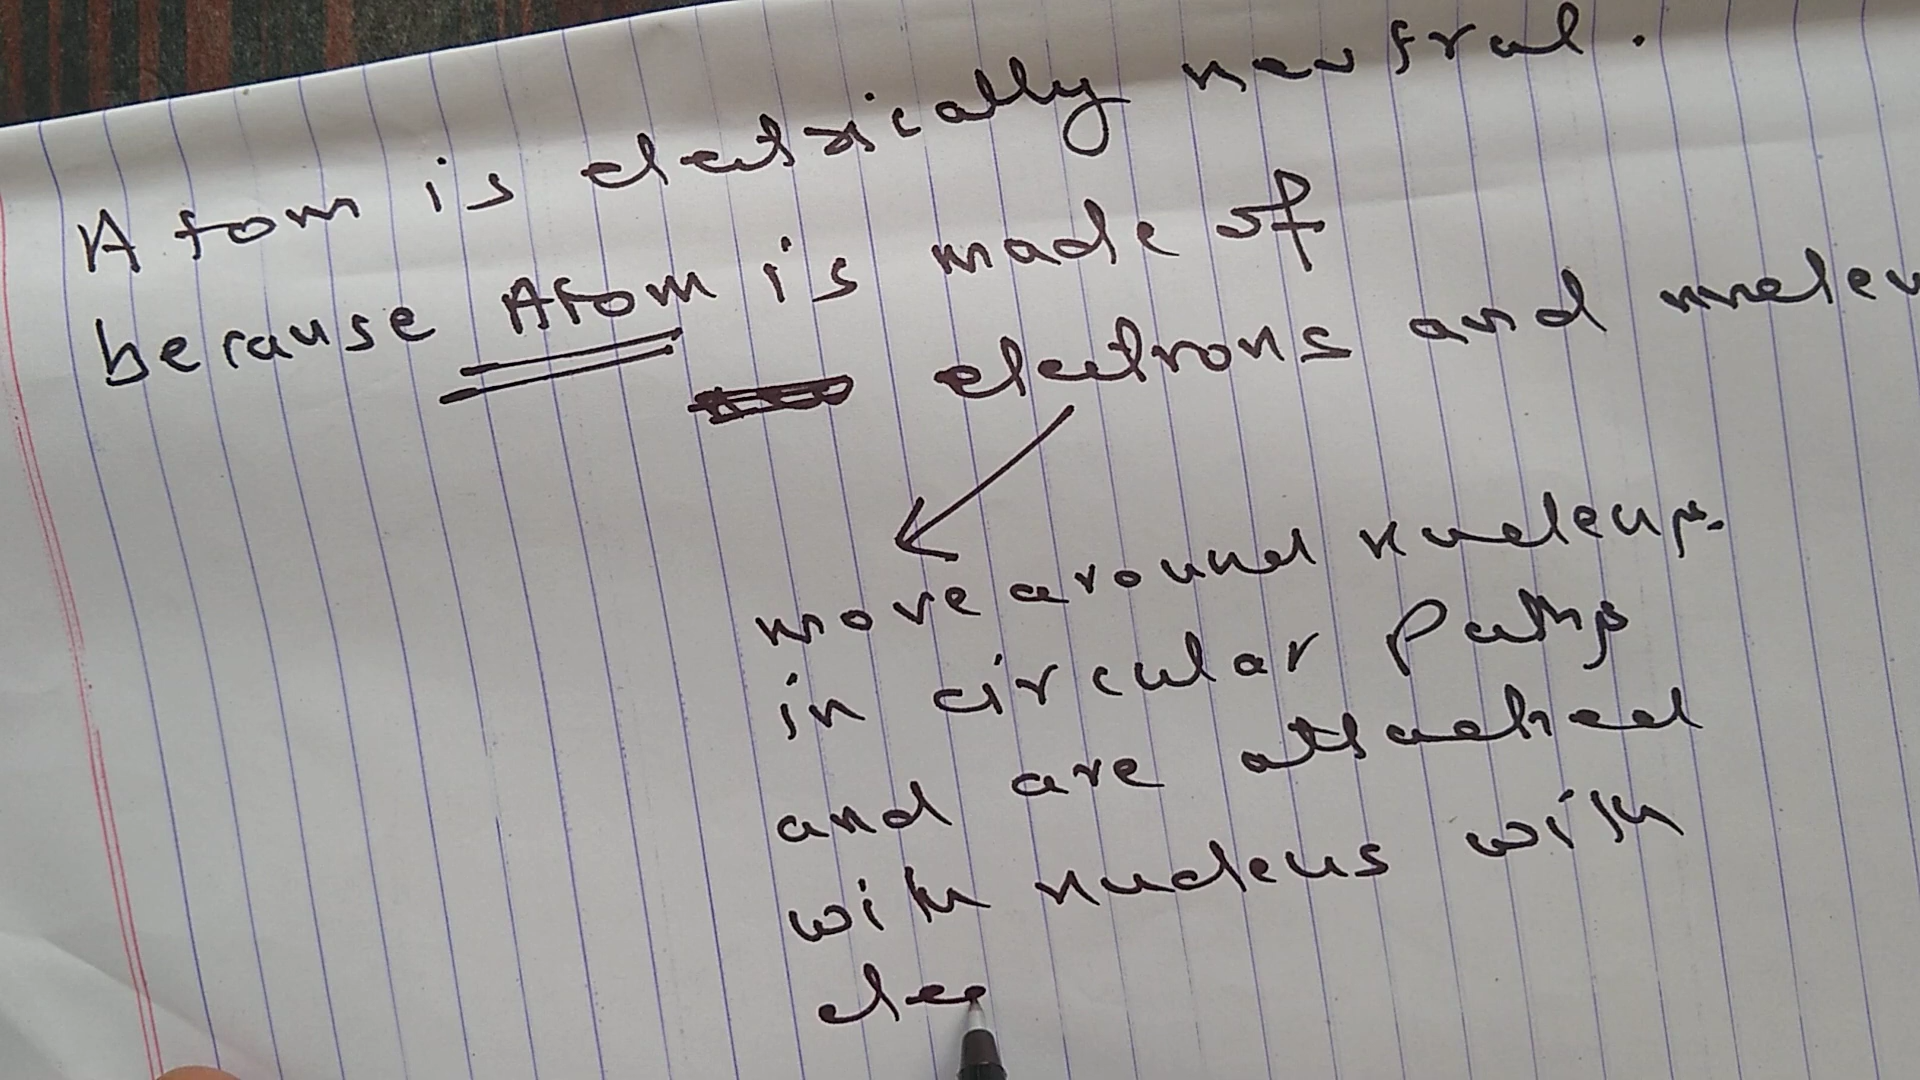 Atom is electrically neutral.
because Atom is made of
electrons and
move around nucleus.
in circular Paths
and are attached
with nucleus with
elec